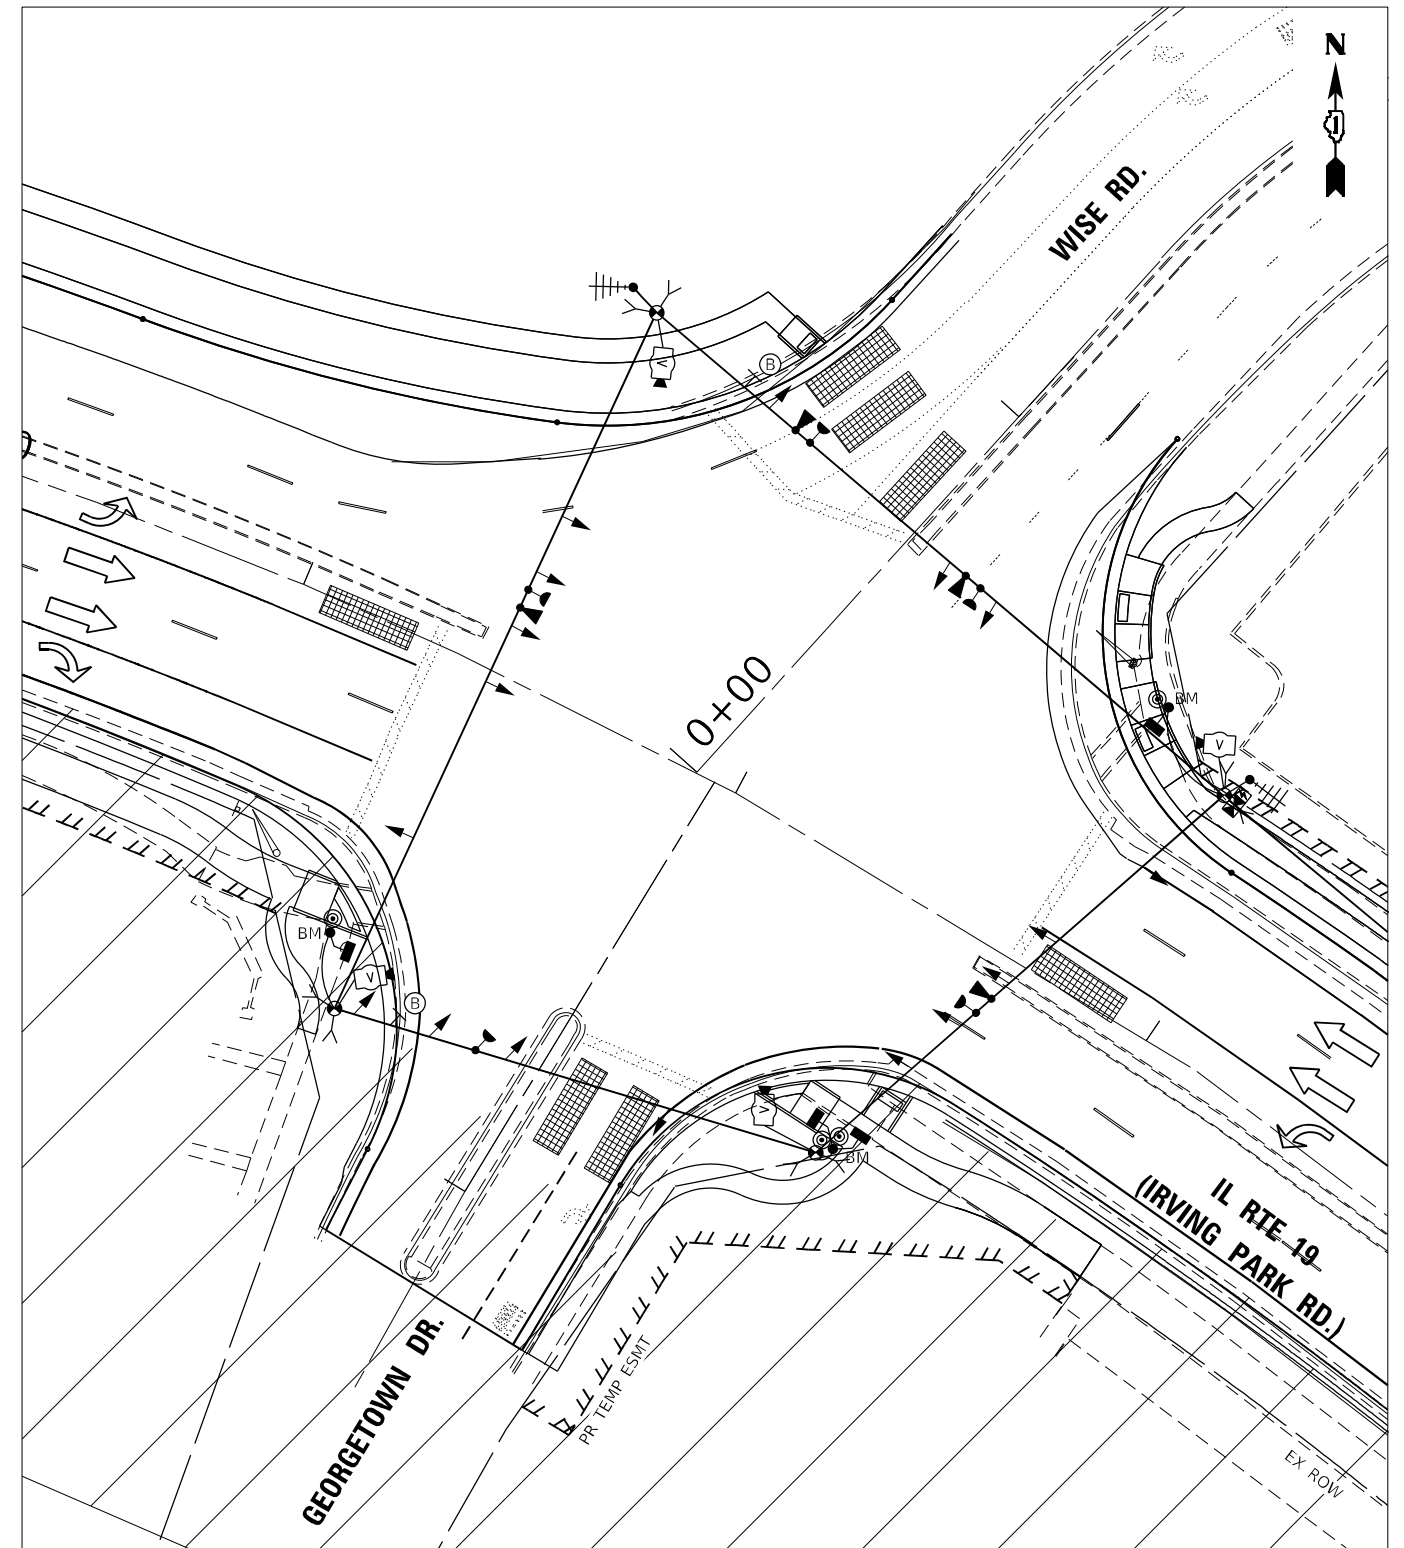 N
WISE RD.
B
0+00
BM
V
V
BM
V
B
V
BM
IL RTE 19
(IRVING PARK RD.)
GEORGETOWN DR.
PR TEMP ESMT
EX ROW